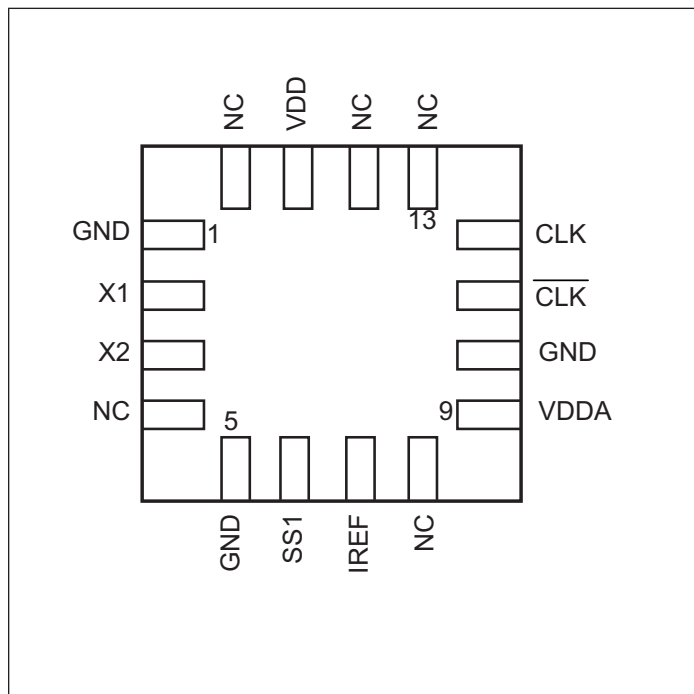 NC
VDD
NC
NC
13
GND
1
CLK
X1
C̅L̅K̅
X2
GND
NC
5
9
VDDA
GND
SS1
IREF
NC